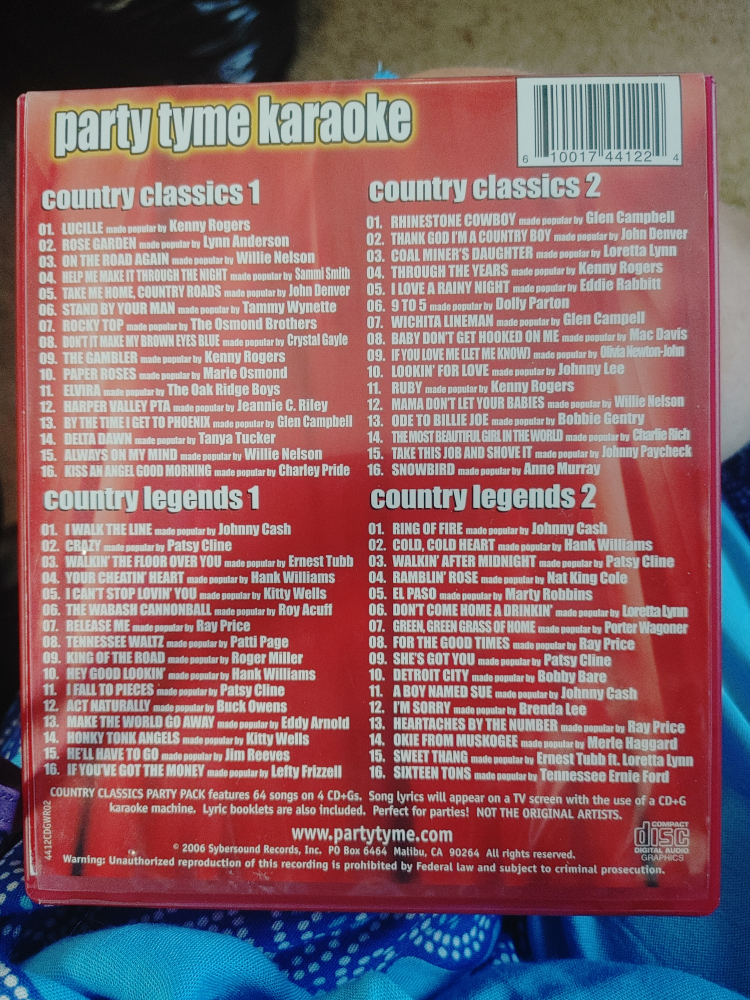 party tyme karaoke
6 10017 44122 4
country classics 1
01. LUCILLE made popular by Kenny Rogers
02. ROSE GARDEN made popular by Lynn Anderson
03. ON THE ROAD AGAIN made popular by Willie Nelson
04. HELP ME MAKE IT THROUGH THE NIGHT made popular by Sammi Smith
05. TAKE ME HOME, COUNTRY ROADS made popular by John Denver
06. STAND BY YOUR MAN made popular by Tammy Wynette
07. ROCKY TOP made popular by The Osmond Brothers
08. DON'T IT MAKE MY BROWN EYES BLUE made popular by Crystal Gayle
09. THE GAMBLER made popular by Kenny Rogers
10. PAPER ROSES made popular by Marie Osmond
11. ELVIRA made popular by The Oak Ridge Boys
12. HARPER VALLEY PTA made popular by Jeannie C. Riley
13. BY THE TIME I GET TO PHOENIX made popular by Glen Campbell
14. DELTA DAWN made popular by Tanya Tucker
15. ALWAYS ON MY MIND made popular by Willie Nelson
16. KISS AN ANGEL GOOD MORNING made popular by Charley Pride
country classics 2
01. RHINESTONE COWBOY made popular by Glen Campbell
02. THANK GOD I'M A COUNTRY BOY made popular by John Denver
03. COAL MINER'S DAUGHTER made popular by Loretta Lynn
04. THROUGH THE YEARS made popular by Kenny Rogers
05. I LOVE A RAINY NIGHT made popular by Eddie Rabbitt
06. 9 TO 5 made popular by Dolly Parton
07. WICHITA LINEMAN made popular by Glen Campell
08. BABY DON'T GET HOOKED ON ME made popular by Mac Davis
09. IF YOU LOVE ME (LET ME KNOW) made popular by Olivia Newton-John
10. LOOKIN' FOR LOVE made popular by Johnny Lee
11. RUBY made popular by Kenny Rogers
12. MAMA DON'T LET YOUR BABIES made popular by Willie Nelson
13. ODE TO BILLIE JOE made popular by Bobbie Gentry
14. THE MOST BEAUTIFUL GIRL IN THE WORLD made popular by Charlie Rich
15. TAKE THIS JOB AND SHOVE IT made popular by Johnny Paycheck
16. SNOWBIRD made popular by Anne Murray
country legends 1
01. I WALK THE LINE made popular by Johnny Cash
02. CRAZY made popular by Patsy Cline
03. WALKIN' THE FLOOR OVER YOU made popular by Ernest Tubb
04. YOUR CHEATIN' HEART made popular by Hank Williams
05. I CAN'T STOP LOVIN' YOU made popular by Kitty Wells
06. THE WABASH CANNONBALL made popular by Roy Acuff
07. RELEASE ME made popular by Ray Price
08. TENNESSEE WALTZ made popular by Patti Page
09. KING OF THE ROAD made popular by Roger Miller
10. HEY GOOD LOOKIN' made popular by Hank Williams
11. I FALL TO PIECES made popular by Patsy Cline
12. ACT NATURALLY made popular by Buck Owens
13. MAKE THE WORLD GO AWAY made popular by Eddy Arnold
14. HONKY TONK ANGELS made popular by Kitty Wells
15. HE'LL HAVE TO GO made popular by Jim Reeves
16. IF YOU'VE GOT THE MONEY made popular by Lefty Frizzell
country legends 2
01. RING OF FIRE made popular by Johnny Cash
02. COLD, COLD HEART made popular by Hank Williams
03. WALKIN' AFTER MIDNIGHT made popular by Patsy Cline
04. RAMBLIN' ROSE made popular by Nat King Cole
05. EL PASO made popular by Marty Robbins
06. DON'T COME HOME A DRINKIN' made popular by Loretta Lynn
07. GREEN, GREEN GRASS OF HOME made popular by Porter Wagoner
08. FOR THE GOOD TIMES made popular by Ray Price
09. SHE'S GOT YOU made popular by Patsy Cline
10. DETROIT CITY made popular by Bobby Bare
11. A BOY NAMED SUE made popular by Johnny Cash
12. I'M SORRY made popular by Brenda Lee
13. HEARTACHES BY THE NUMBER made popular by Ray Price
14. OKIE FROM MUSKOGEE made popular by Merle Haggard
15. SWEET THANG made popular by Ernest Tubb ft. Loretta Lynn
16. SIXTEEN TONS made popular by Tennessee Ernie Ford
COUNTRY CLASSICS PARTY PACK features 64 songs on 4 CD+Gs. Song lyrics will appear on a TV screen with the use of a CD+G
karaoke machine. Lyric booklets are also included. Perfect for parties! NOT THE ORIGINAL ARTISTS.
www.partytyme.com
© 2006 Sybersound Records, Inc. PO Box 6464 Malibu, CA 90264 All rights reserved.
Warning: Unauthorized reproduction of this recording is prohibited by Federal law and subject to criminal prosecution.
4412CDGWR02
COMPACT
disc
DIGITAL AUDIO
GRAPHICS